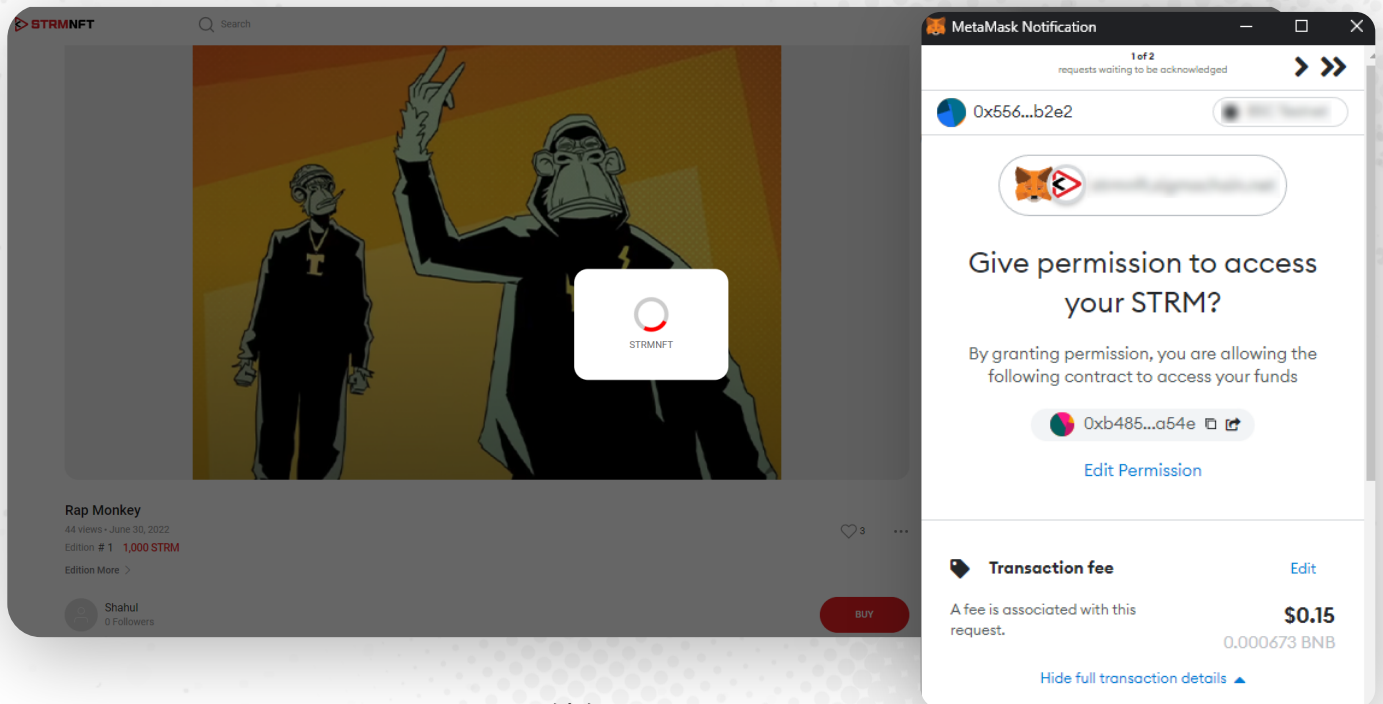 STRMNFT
Search
T
STRMNFT
Rap Monkey
44 views • June 30, 2022
3
Edition # 1 1,000 STRM
Edition More >
Shahul
0 Followers
BUY
MetaMask Notification
1 of 2
requests waiting to be acknowledged
0x556...b2e2
Give permission to access
your STRM?
By granting permission, you are allowing the
following contract to access your funds
0xb485...a54e
Edit Permission
Transaction fee
Edit
A fee is associated with this
request.
$0.15
0.000673 BNB
Hide full transaction details